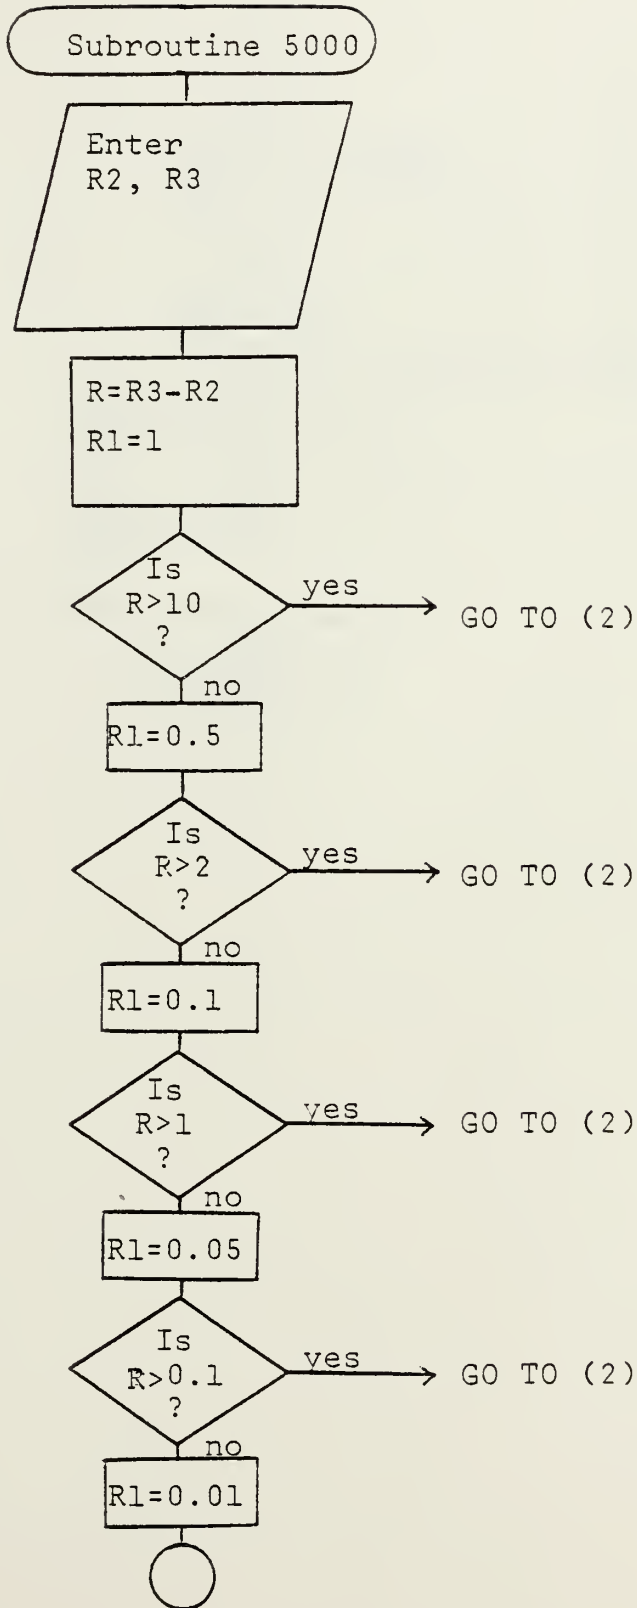 Subroutine 5000
Enter
R2, R3
R=R3-R2
R1=1
Is
R>10
?
yes
GO TO (2)
no
R1=0.5
Is
R>2
?
yes
GO TO (2)
no
R1=0.1
Is
R>1
?
yes
GO TO (2)
no
R1=0.05
Is
R>0.1
?
yes
GO TO (2)
no
R1=0.01